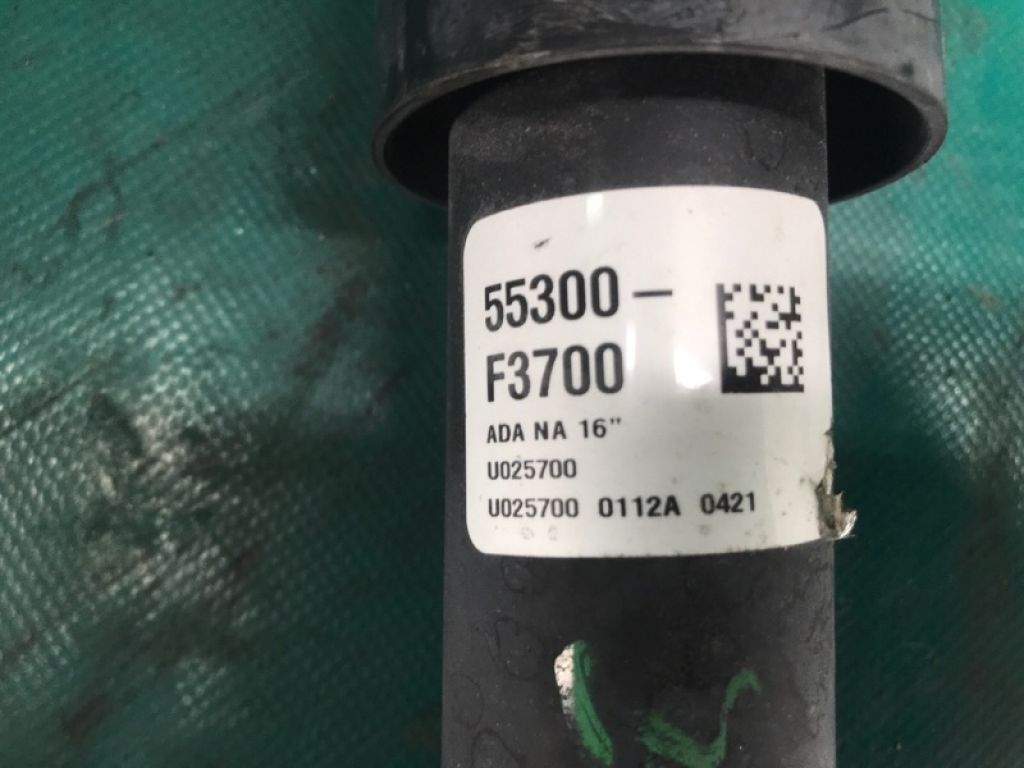 55300-
F3700
ADA NA 16"
U025700
U025700 0112A 0421